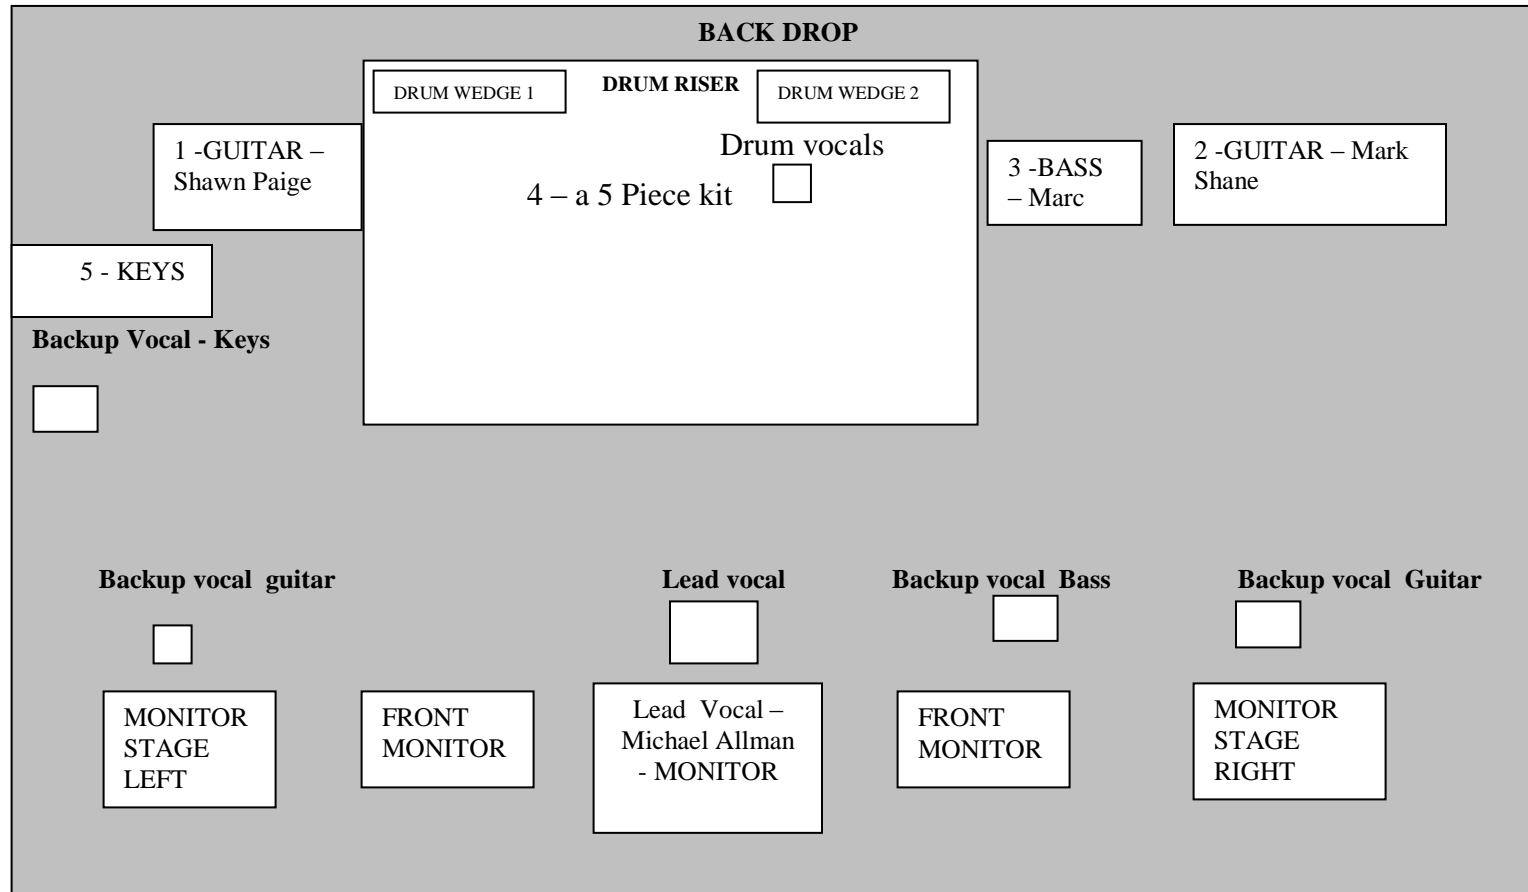 BACK DROP
DRUM WEDGE 1
DRUM RISER
DRUM WEDGE 2
Drum vocals
4 – a 5 Piece kit
1 -GUITAR –
Shawn Paige
3 -BASS
– Marc
2 -GUITAR – Mark
Shane
5 - KEYS
Backup Vocal - Keys
Backup vocal  guitar
Lead vocal
Backup vocal  Bass
Backup vocal  Guitar
MONITOR
STAGE
LEFT
FRONT
MONITOR
Lead  Vocal –
Michael Allman
- MONITOR
FRONT
MONITOR
MONITOR
STAGE
RIGHT